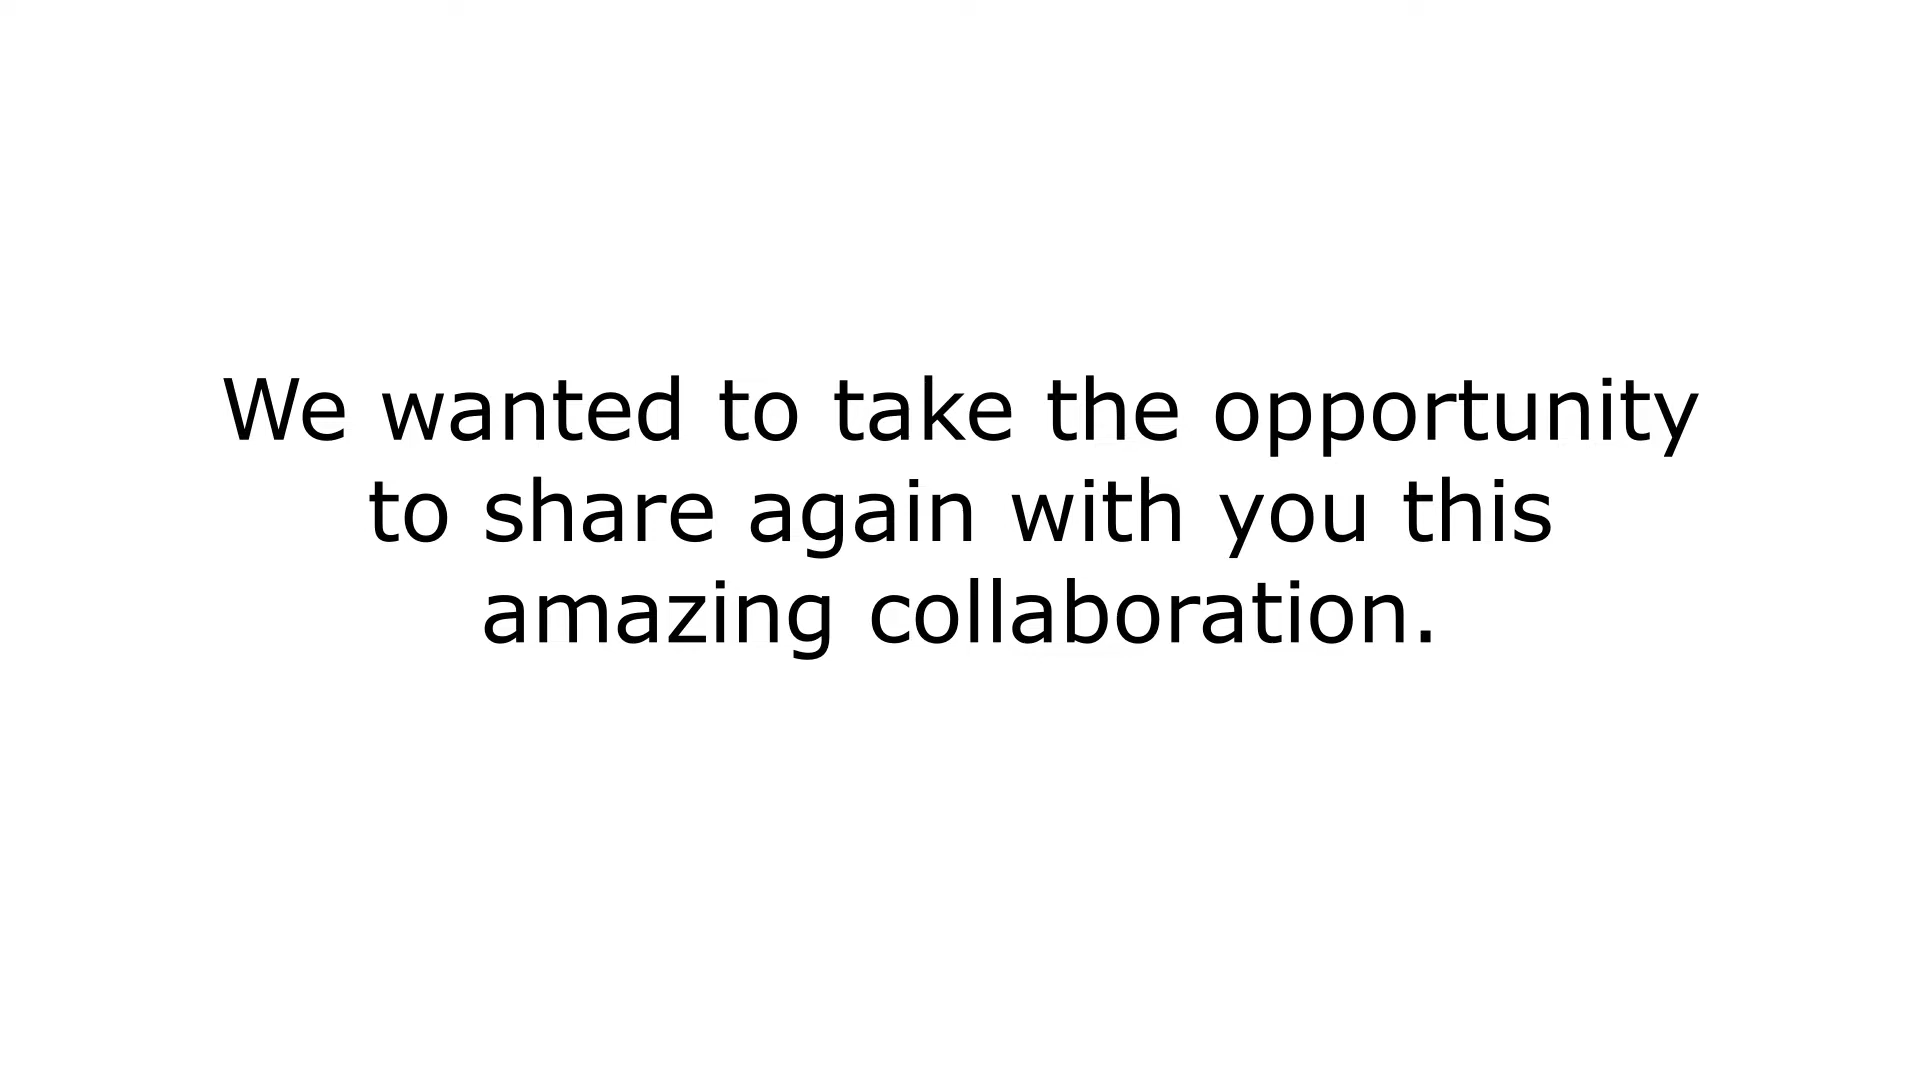 We wanted to take the opportunity
to share again with you this
amazing collaboration.